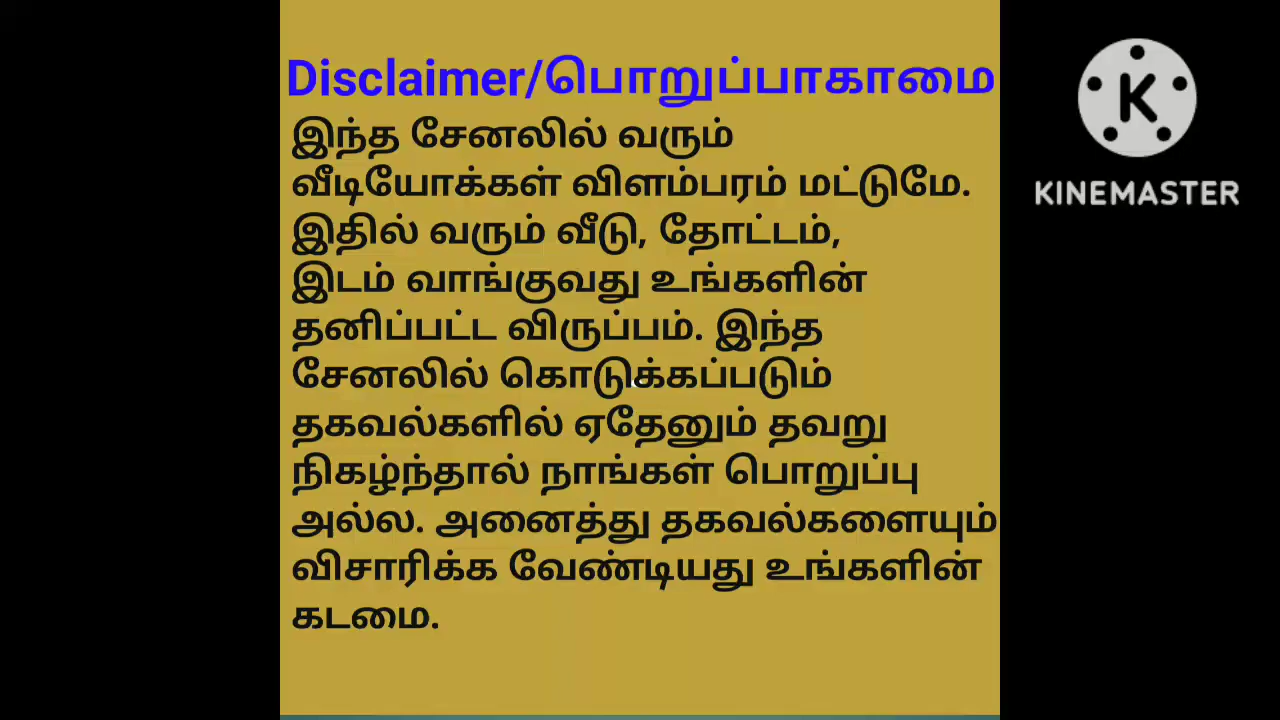 Disclaimer/பொறுப்பாகாமை
இந்த சேனலில் வரும்
வீடியோக்கள் விளம்பரம் மட்டுமே.
இதில் வரும் வீடு, தோட்டம்,
இடம் வாங்குவது உங்களின்
தனிப்பட்ட விருப்பம். இந்த
சேனலில் கொடுக்கப்படும்
தகவல்களில் ஏதேனும் தவறு
நிகழ்ந்தால் நாங்கள் பொறுப்பு
அல்ல. அனைத்து தகவல்களையும்
விசாரிக்க வேண்டியது உங்களின்
கடமை.
K
KINEMASTER